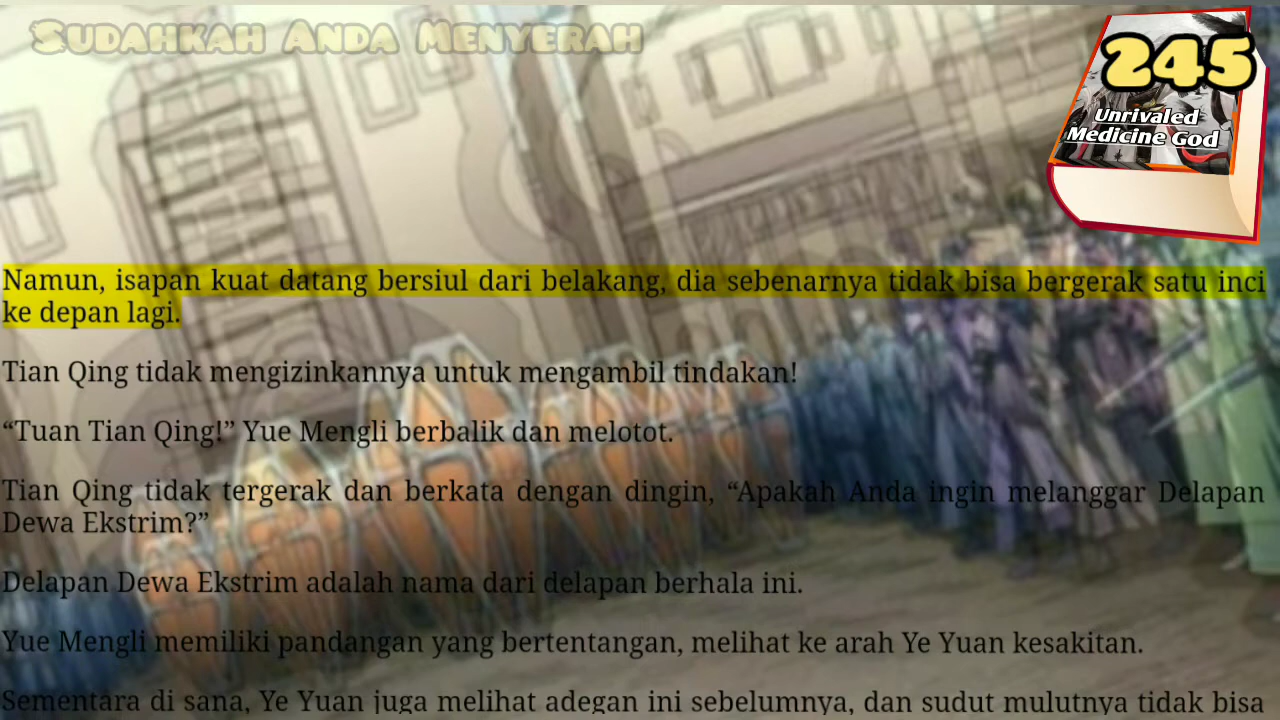 Sudahkah Anda Menyerah
245
Unrivaled
Medicine God
Namun, isapan kuat datang bersiul dari belakang, dia sebenarnya tidak bisa bergerak satu inci
ke depan lagi.
Tian Qing tidak mengizinkannya untuk mengambil tindakan!
“Tuan Tian Qing!” Yue Mengli berbalik dan melotot.
Tian Qing tidak tergerak dan berkata dengan dingin, “Apakah Anda ingin melanggar Delapan
Dewa Ekstrim?”
Delapan Dewa Ekstrim adalah nama dari delapan berhala ini.
Yue Mengli memiliki pandangan yang bertentangan, melihat ke arah Ye Yuan kesakitan.
Sementara di sana, Ye Yuan juga melihat adegan ini sebelumnya, dan sudut mulutnya tidak bisa